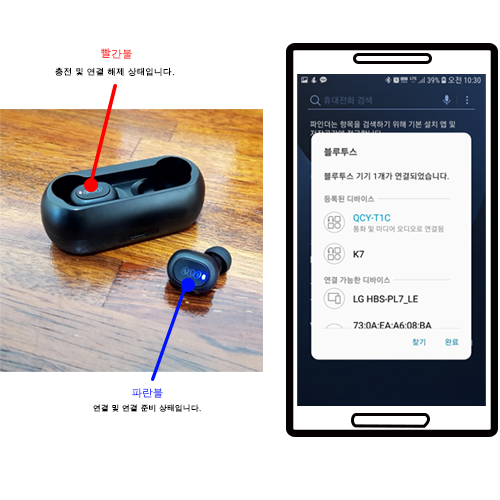 빨간불
충전 및 연결 해제 상태입니다.
QCY
파란불
연결 및 연결 준비 상태입니다.
39% 오전 10:30
휴대전화 검색
파인더는 항목을 검색하기 위해 기본 설치 앱 및
블루투스
블루투스 기기 1개가 연결되었습니다.
등록된 디바이스
QCY-T1C
통화 및 미디어 오디오로 연결됨
K7
연결 가능한 디바이스
LG HBS-PL7_LE
73:0A:EA:A6:08:BA
찾기 완료